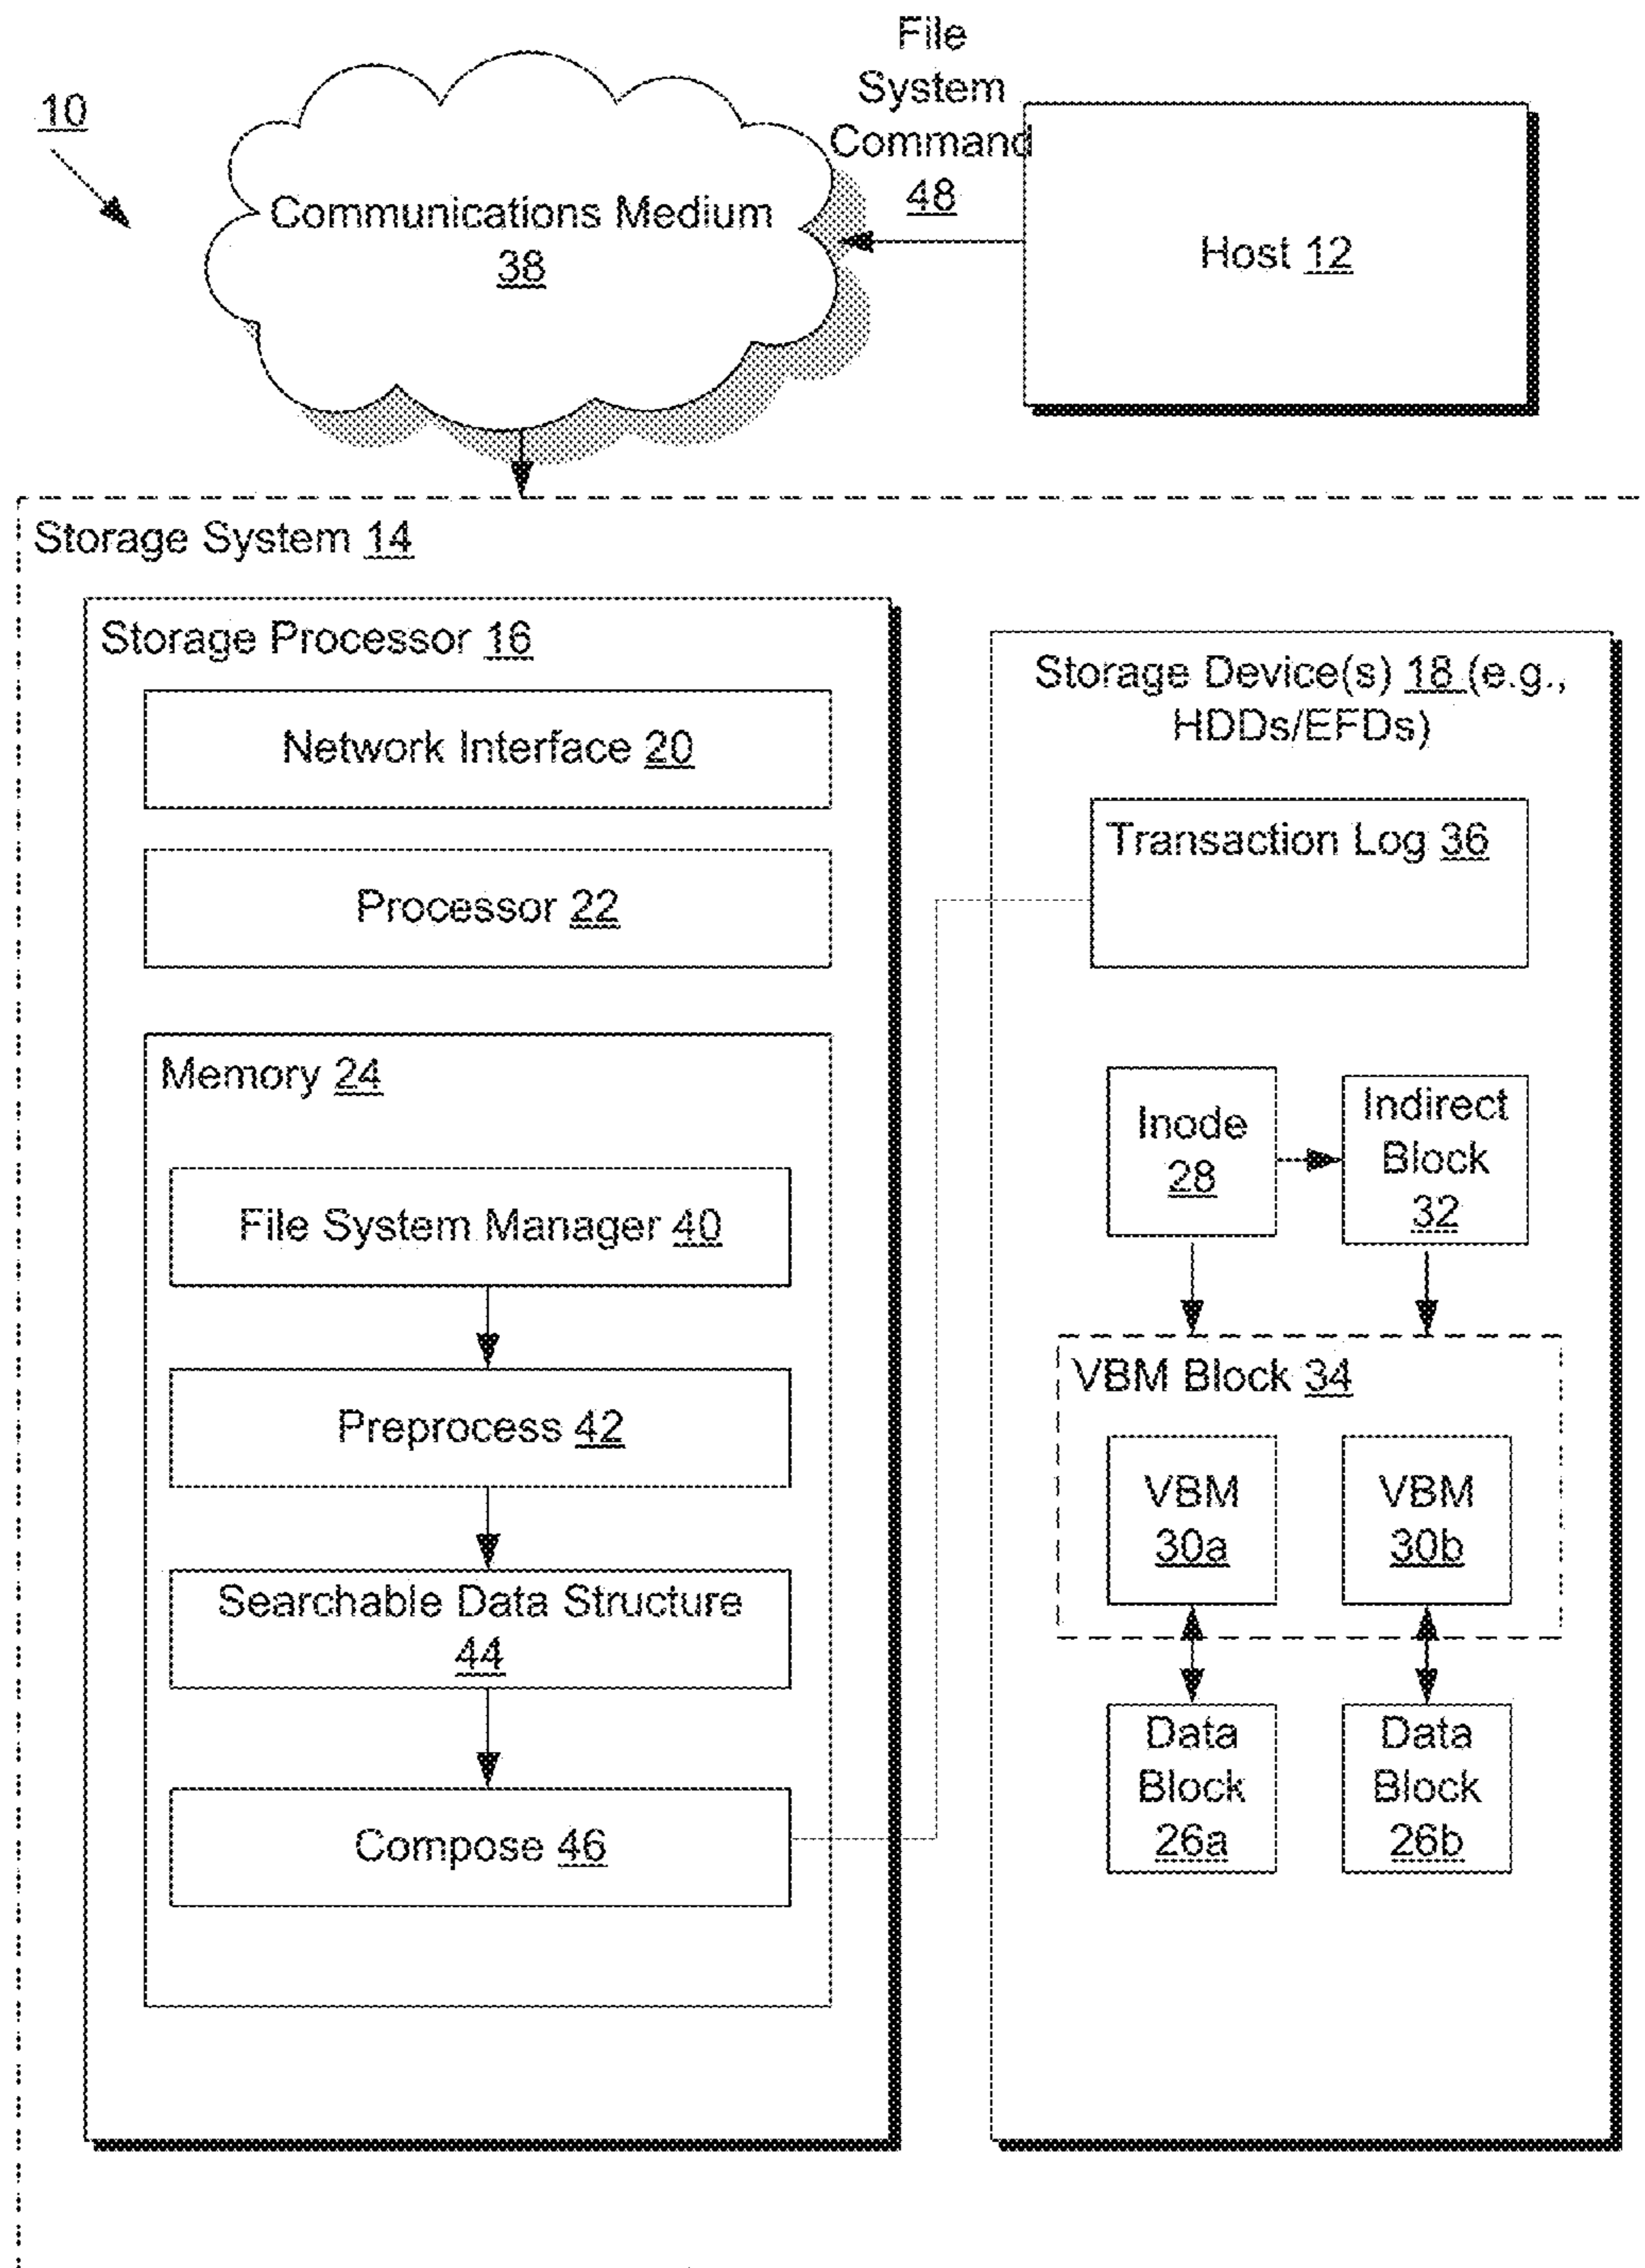 10
File
System
Command
48
Communications Medium
38
Host 12
Storage System 14
Storage Processor 16
Network Interface 20
Processor 22
Memory 24
File System Manager 40
Preprocess 42
Searchable Data Structure
44
Compose 46
Storage Device(s) 18 (e.g.,
HDDs/EFDs)
Transaction Log 36
Inode
28
Indirect
Block
32
VBM Block 34
VBM
30a
VBM
30b
Data
Block
26a
Data
Block
26b